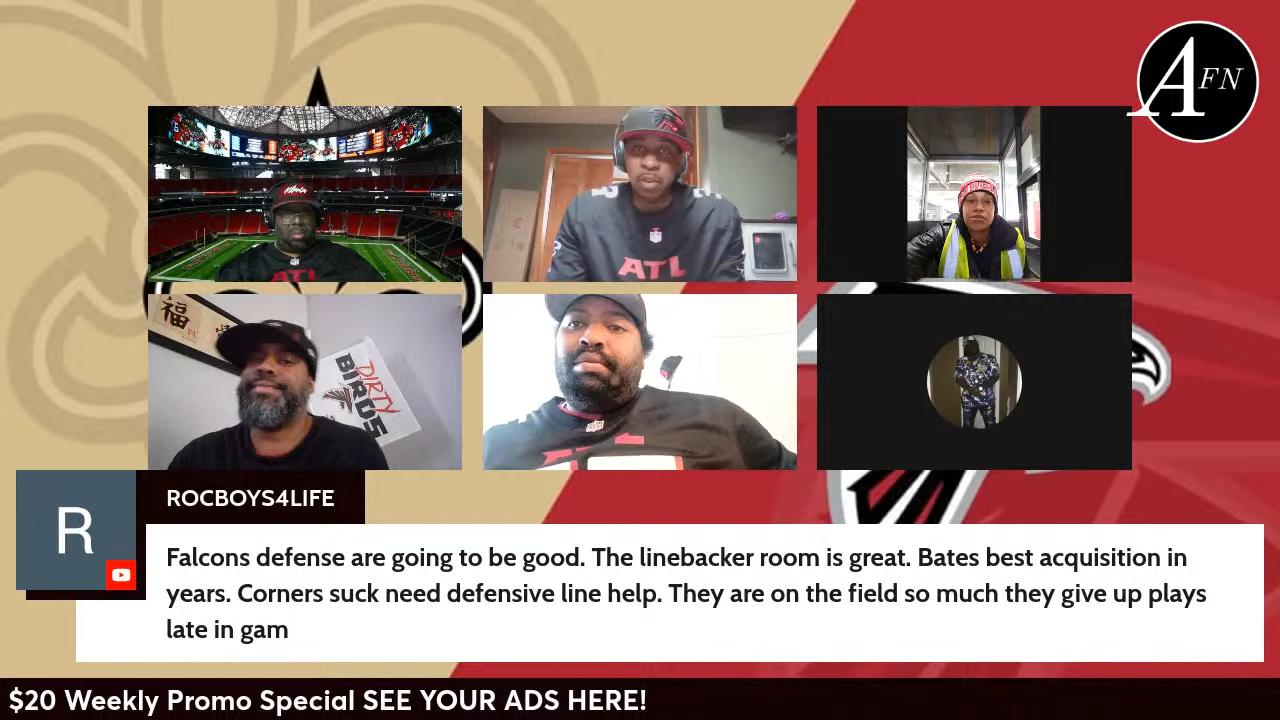 A FN
Atlanta
ATL
ATL
福
DIRTY
BIRDS
R
ROCBOYS4LIFE
Falcons defense are going to be good. The linebacker room is great. Bates best acquisition in
years. Corners suck need defensive line help. They are on the field so much they give up plays
late in gam
$20 Weekly Promo Special SEE YOUR ADS HERE!